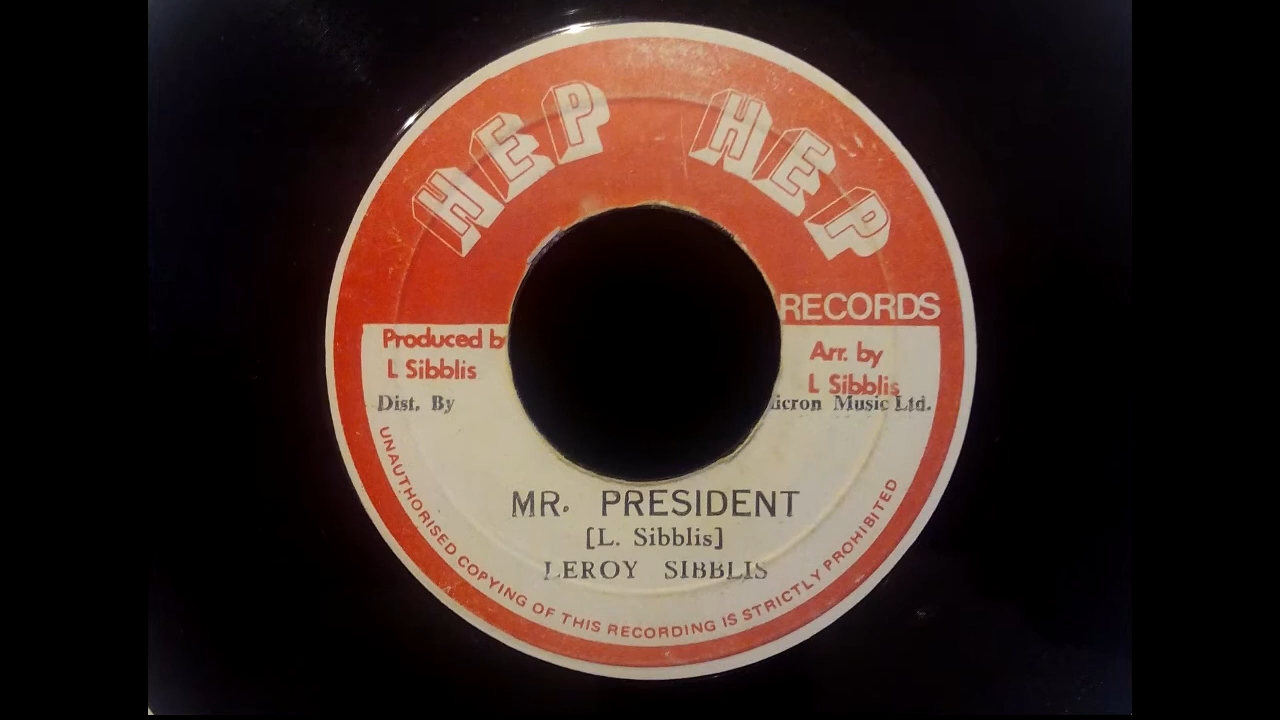 HEP HEP
RECORDS
Produced b
L Sibblis
Arr. by
L Sibblis
Dist. By
icron Music Ltd.
MR. PRESIDENT
[L. Sibblis]
LEROY SIBBLIS
UNAUTHORISED COPYING OF THIS RECORDING IS STRICTLY PROHIBITED